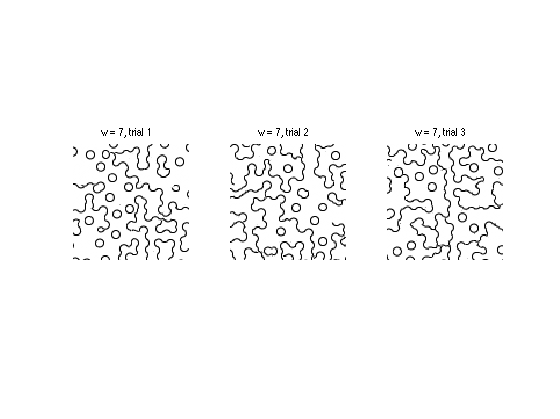 w = 7, trial 1
w = 7, trial 2
w = 7, trial 3